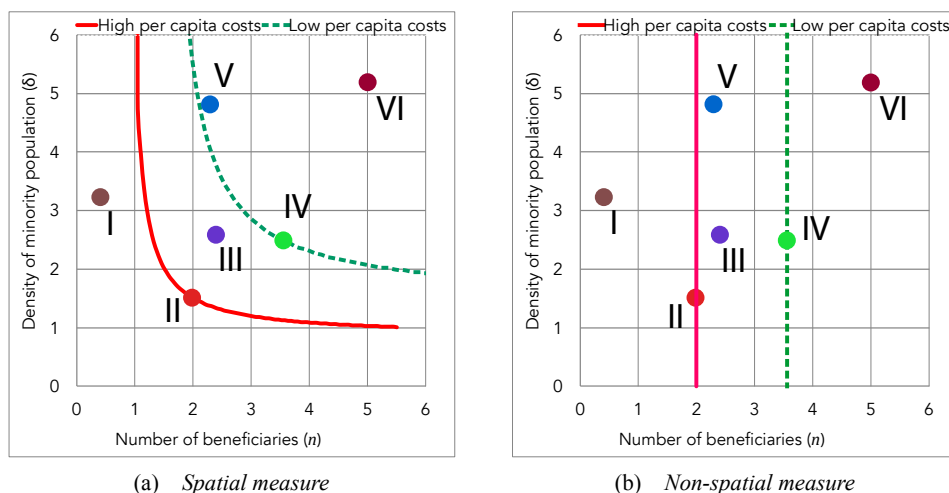 High per capita costs Low per capita costs
6
5
4
3
2
1
0
Density of minority population (δ)
V
VI
IV
I
III
II
0 1 2 3 4 5 6
Number of beneficiaries (n)
(a) Spatial measure
High per capita costs Low per capita costs
6
5
4
3
2
1
0
Density of minority population (δ)
V
VI
I
IV
III
II
0 1 2 3 4 5 6
Number of beneficiaries (n)
(b) Non-spatial measure